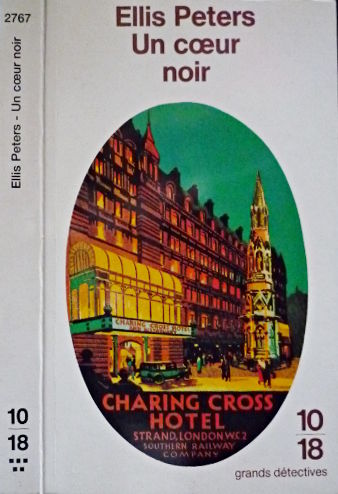 2767
Ellis Peters - Un cœur noir
10
18
Ellis Peters
Un cœur
noir
CHARING CROSS HOTEL
CHARING CROSS
HOTEL
STRAND, LONDON W.C.2
SOUTHERN RAILWAY
COMPANY
10
18
grands détectives